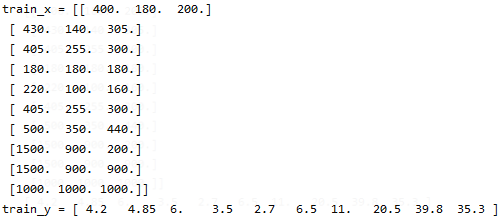 train_x = [[ 400. 180. 200.]
[ 430. 140. 305.]
[ 405. 255. 300.]
[ 180. 180. 180.]
[ 220. 100. 160.]
[ 405. 255. 300.]
[ 500. 350. 440.]
[1500. 900. 200.]
[1500. 900. 900.]
[1000. 1000. 1000.]]
train_y = [ 4.2 4.85 6. 3.5 2.7 6.5 11. 20.5 39.8 35.3 ]